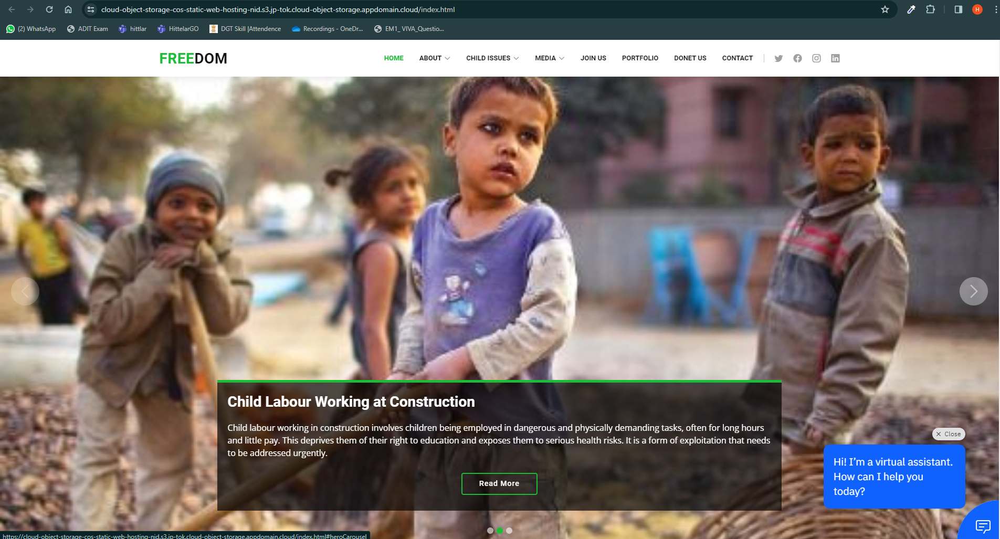 cloud-object-storage-cos-static-web-hosting-nid.s3.jp-tok.cloud-object-storage.appdomain.cloud/index.html
H
(2) WhatsApp ADIT Exam hittlar HittelarGO DGT Skill |Attendence Recordings - OneDr... EM1_ VIVA_Questio...
FREEDOM HOME ABOUT CHILD ISSUES MEDIA JOIN US PORTFOLIO DONET US CONTACT
Child Labour Working at Construction
Child labour working in construction involves children being employed in dangerous and physically demanding tasks, often for long hours
and little pay. This deprives them of their right to education and exposes them to serious health risks. It is a form of exploitation that needs
to be addressed urgently.
Read More
Close
Hi! I'm a virtual assistant.
How can I help you
today?
https://cloud-object-storage-cos-static-web-hosting-nid.s3.jp-tok.cloud-object-storage.appdomain.cloud/index.html#heroCarousel